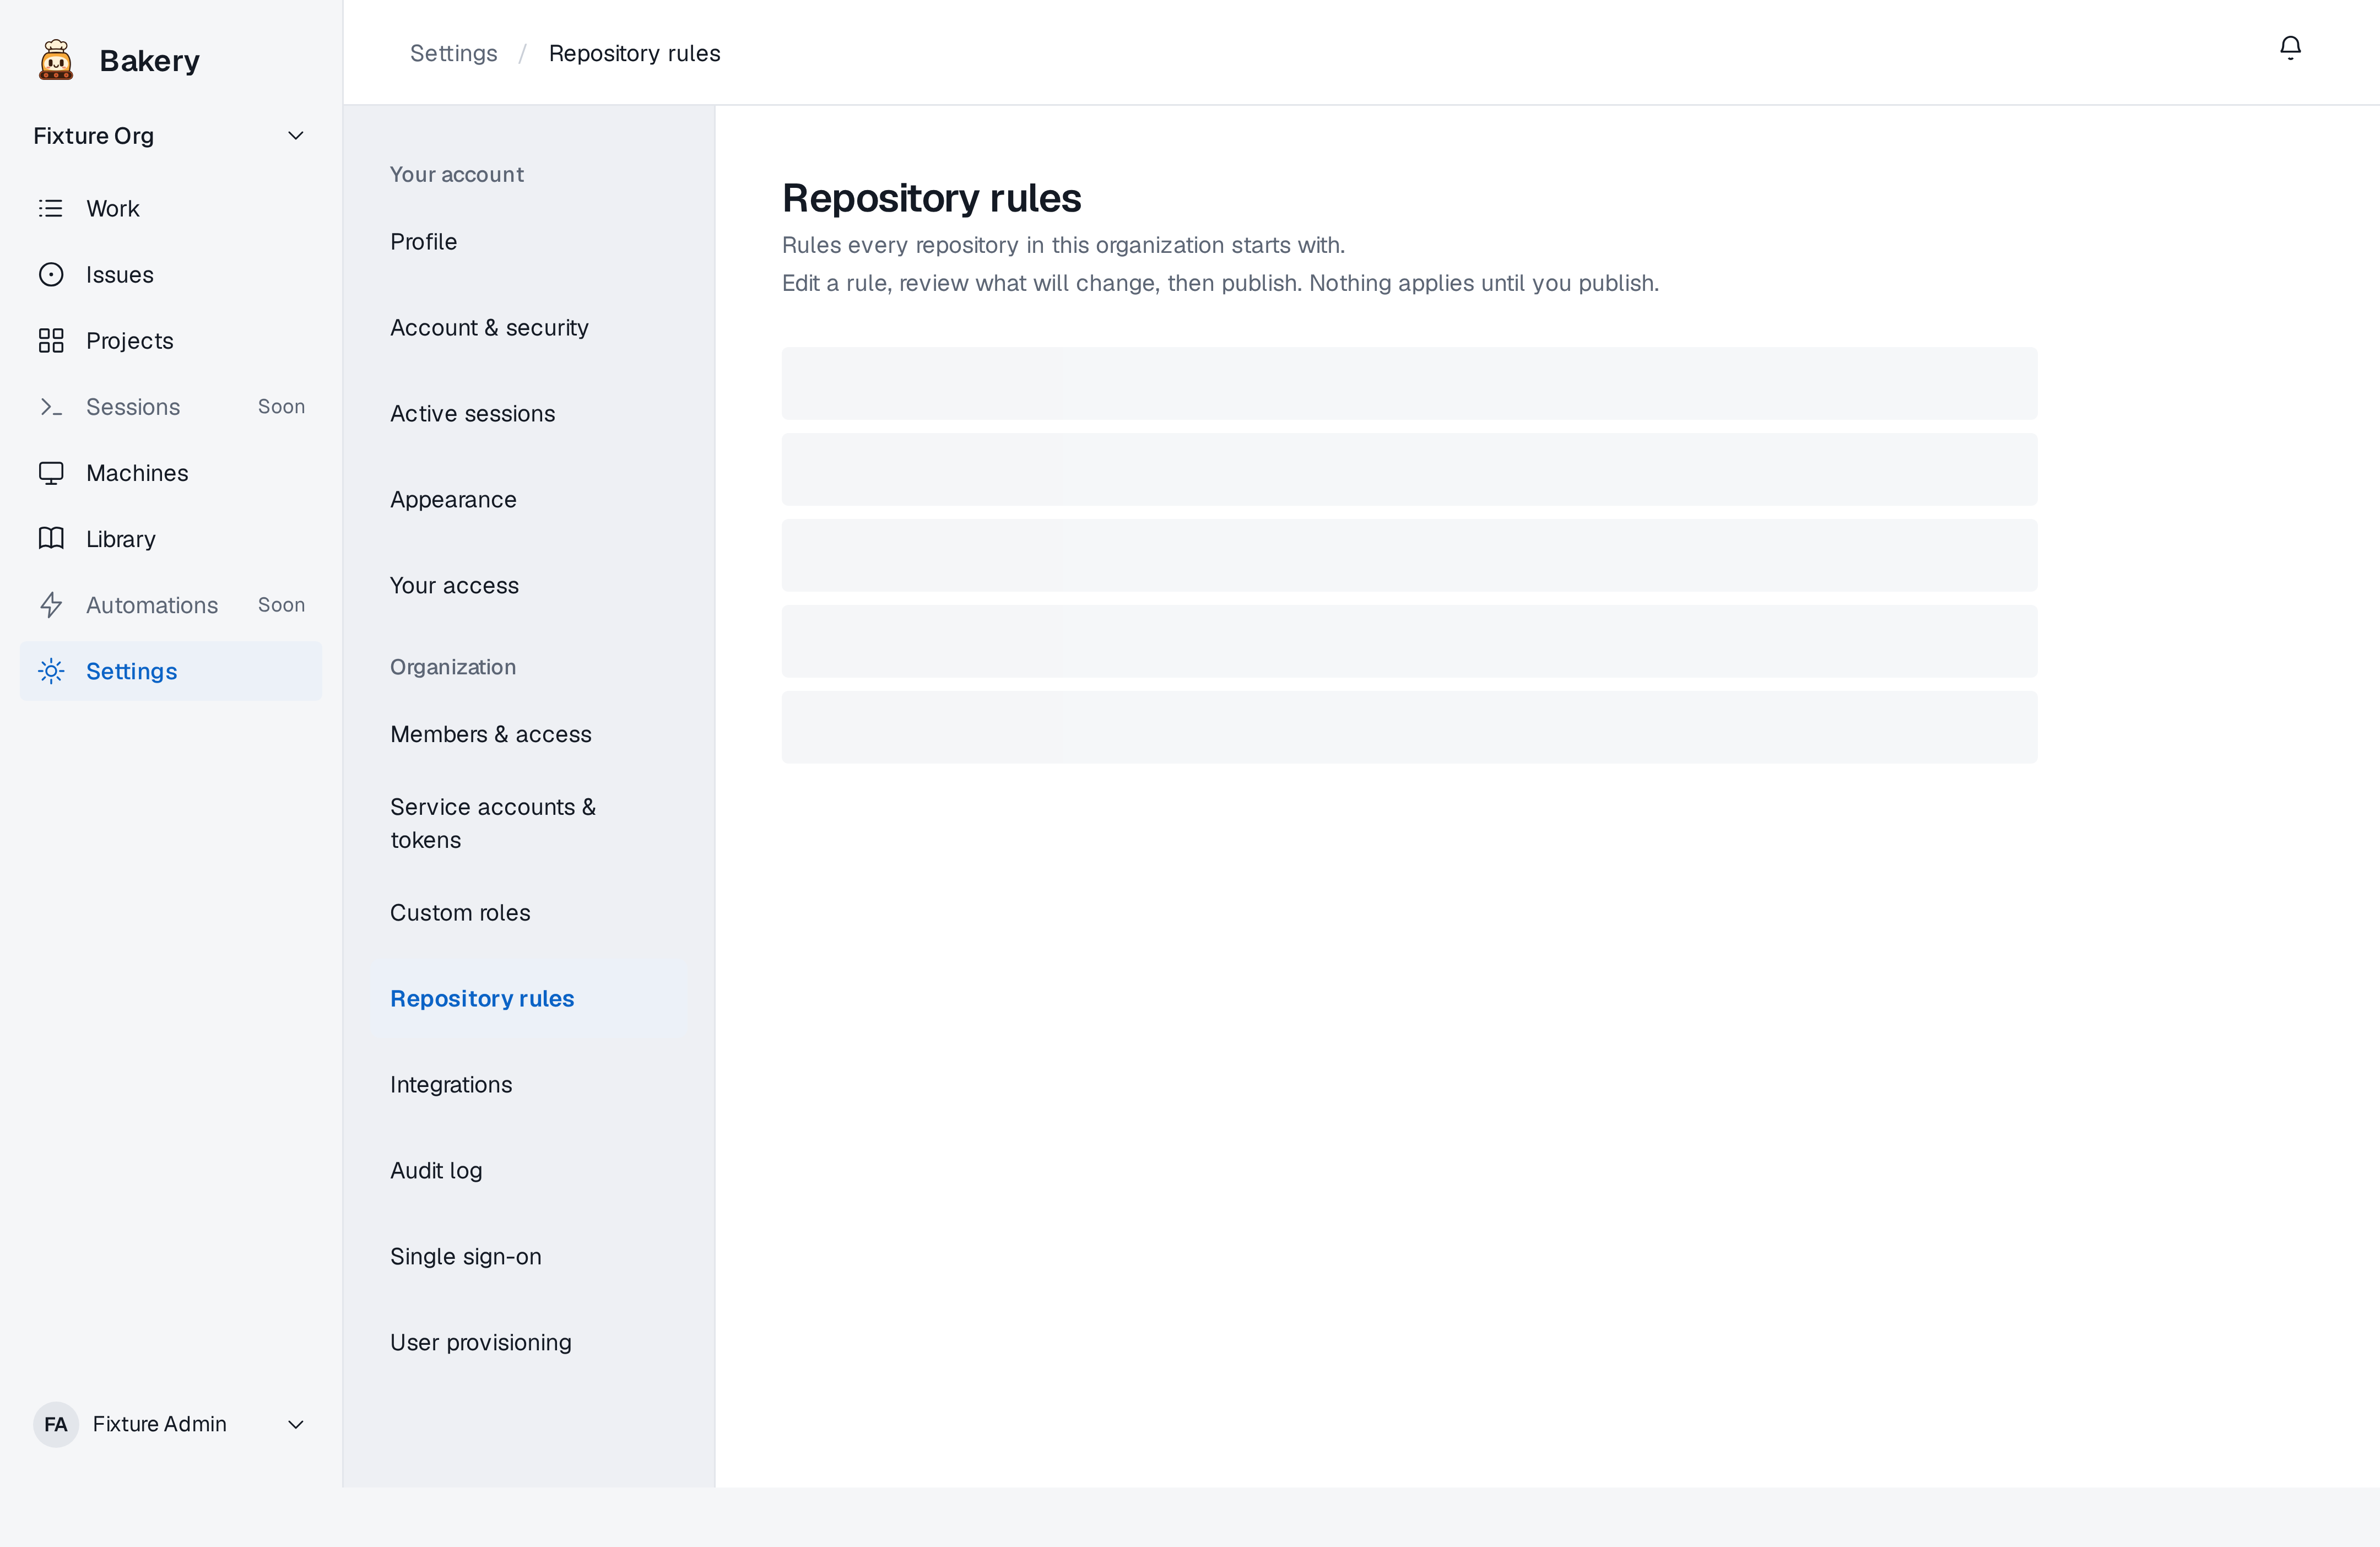 Bakery
Fixture Org
Work
Issues
Projects
Sessions Soon
Machines
Library
Automations Soon
Settings
FA Fixture Admin
Settings / Repository rules
Your account
Profile
Account & security
Active sessions
Appearance
Your access
Organization
Members & access
Service accounts &
tokens
Custom roles
Repository rules
Integrations
Audit log
Single sign-on
User provisioning
Repository rules
Rules every repository in this organization starts with.
Edit a rule, review what will change, then publish. Nothing applies until you publish.